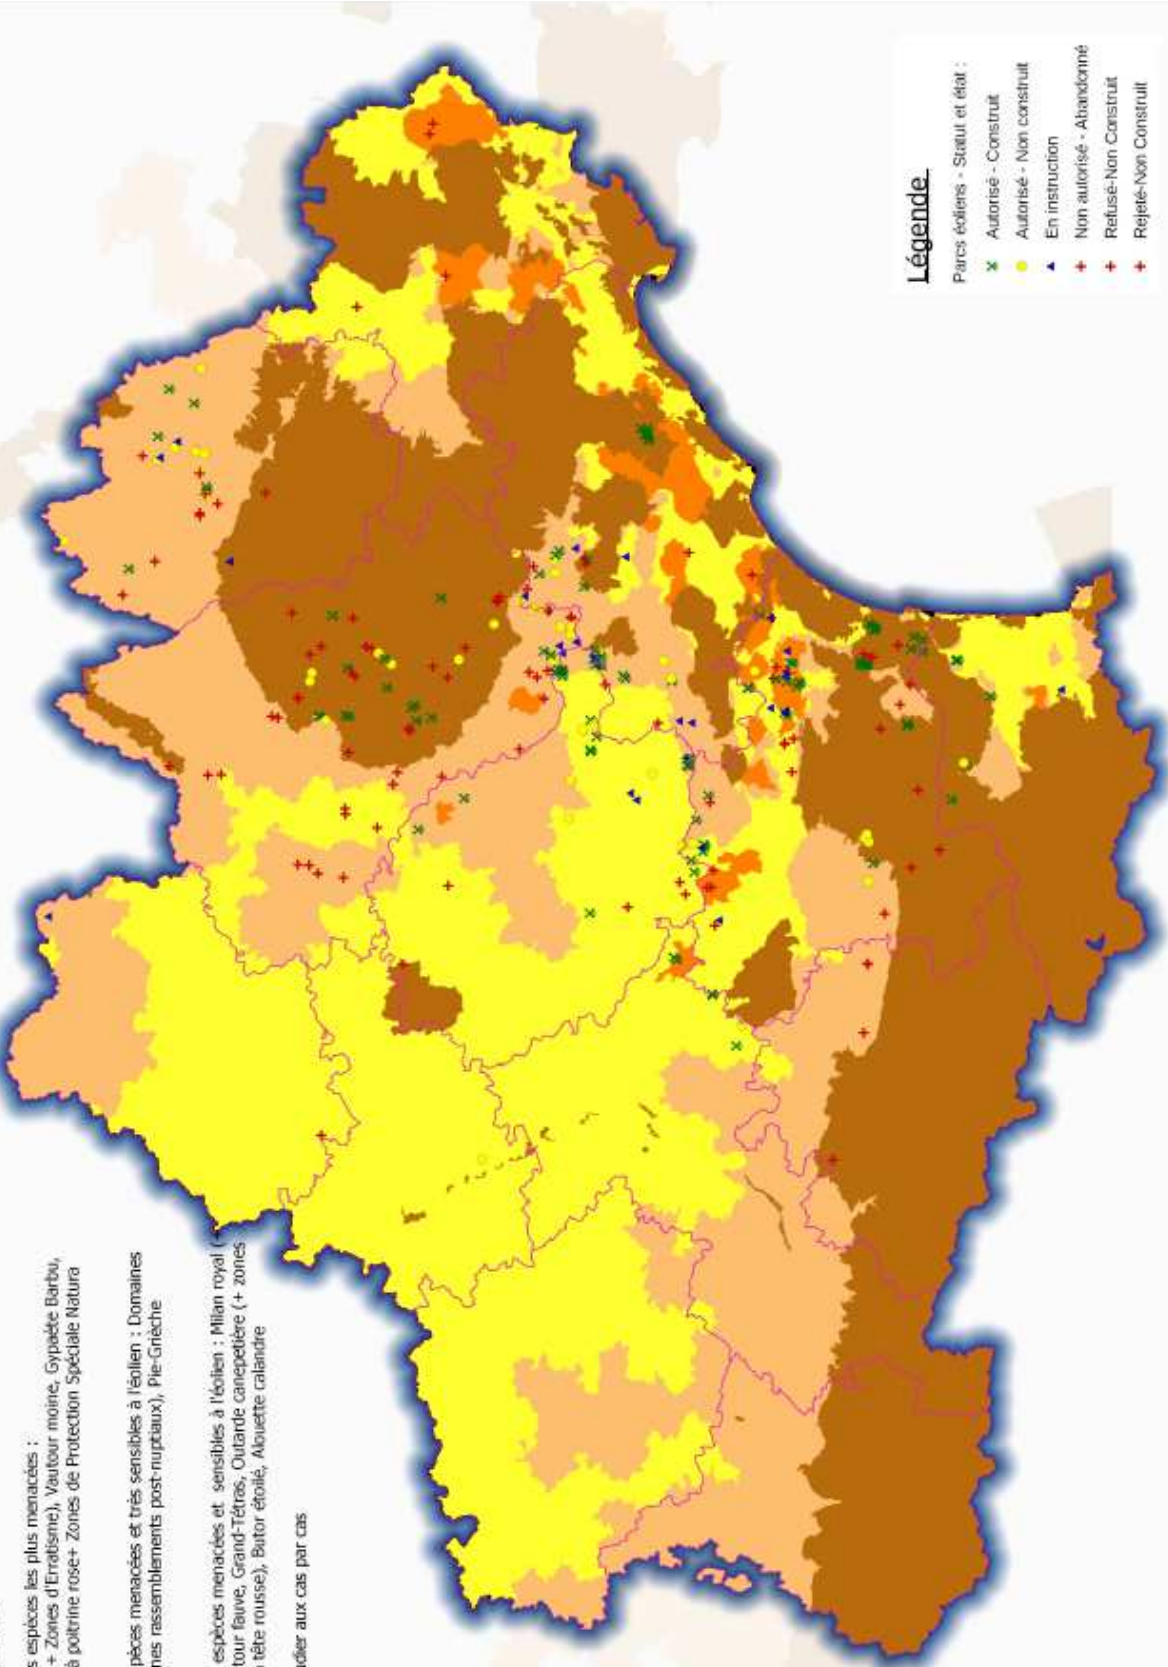 s espèces les plus menacées :
+ Zones d'Erratisme), Vautour moine, Gypaète Barbu,
à poitrine rose+ Zones de Protection Spéciale Natura
pèces menacées et très sensibles à l'éolien : Domaines
nes rassemblements post-nuptiaux), Pie-Grièche
espèces menacées et sensibles à l'éolien : Milan royal (
tour fauve, Grand-Tétras, Outarde canepetière (+ zones
tête rousse), Butor étoilé, Alouette calandre
udier aux cas par cas
Légende
Parcs éoliens - Statut et état :
Autorisé - Construit
Autorisé - Non construit
En instruction
Non autorisé - Abandonné
Refusé-Non Construit
Rejeté-Non Construit